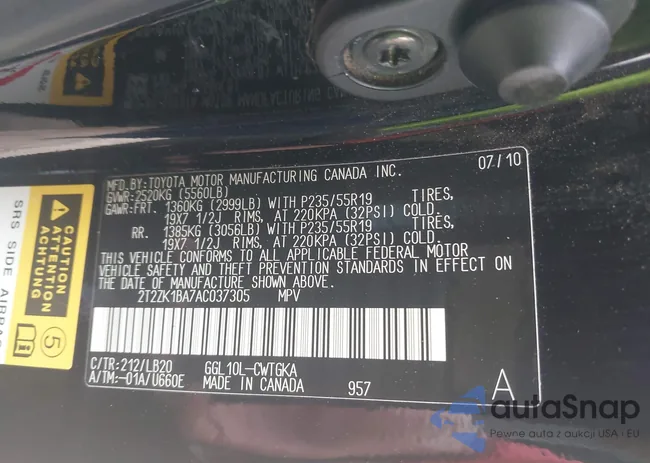 MFD.BY:TOYOTA MOTOR MANUFACTURING CANADA INC. 07/10
GVWR:2520KG (5560LB)
GAWR:FRT. 1360KG (2999LB) WITH P235/55R19 TIRES,
19X7 1/2J RIMS, AT 220KPA (32PSI) COLD.
RR. 1385KG (3056LB) WITH P235/55R19 TIRES,
19X7 1/2J RIMS, AT 220KPA (32PSI) COLD.
THIS VEHICLE CONFORMS TO ALL APPLICABLE FEDERAL MOTOR
VEHICLE SAFETY AND THEFT PREVENTION STANDARDS IN EFFECT ON
THE DATE OF MANUFACTURE SHOWN ABOVE.
2T2ZK1BA7AC037305 MPV
C/TR:212/LB20 GGL10L-CWTGKA
A/TM:-01A/U660E MADE IN CANADA 957 A
CAUTION
ATTENTION
ACHTUNG
5
SRS SIDE AIRBAG
autaSnap
Pewne auta z aukcji USA i EU